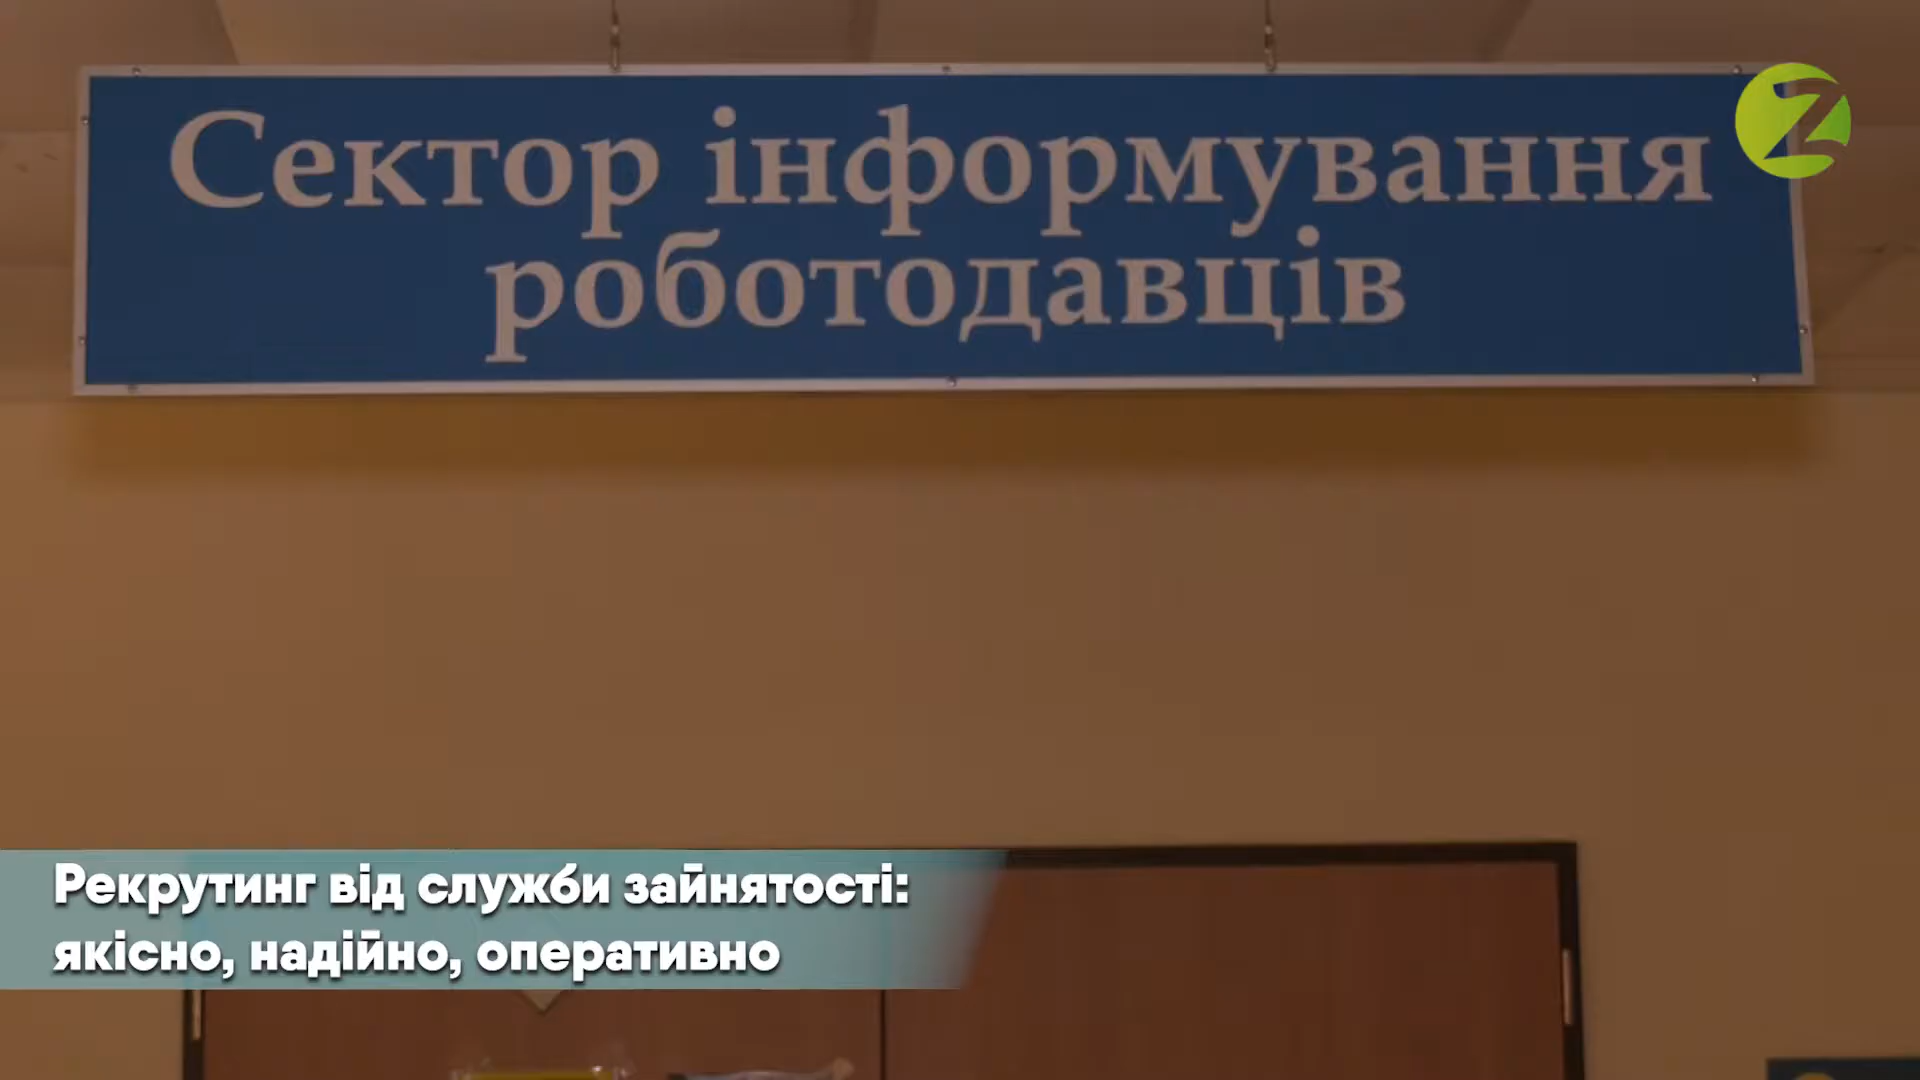 Сектор інформування
роботодавців
Рекрутинг від служби зайнятості:
якісно, надійно, оперативно